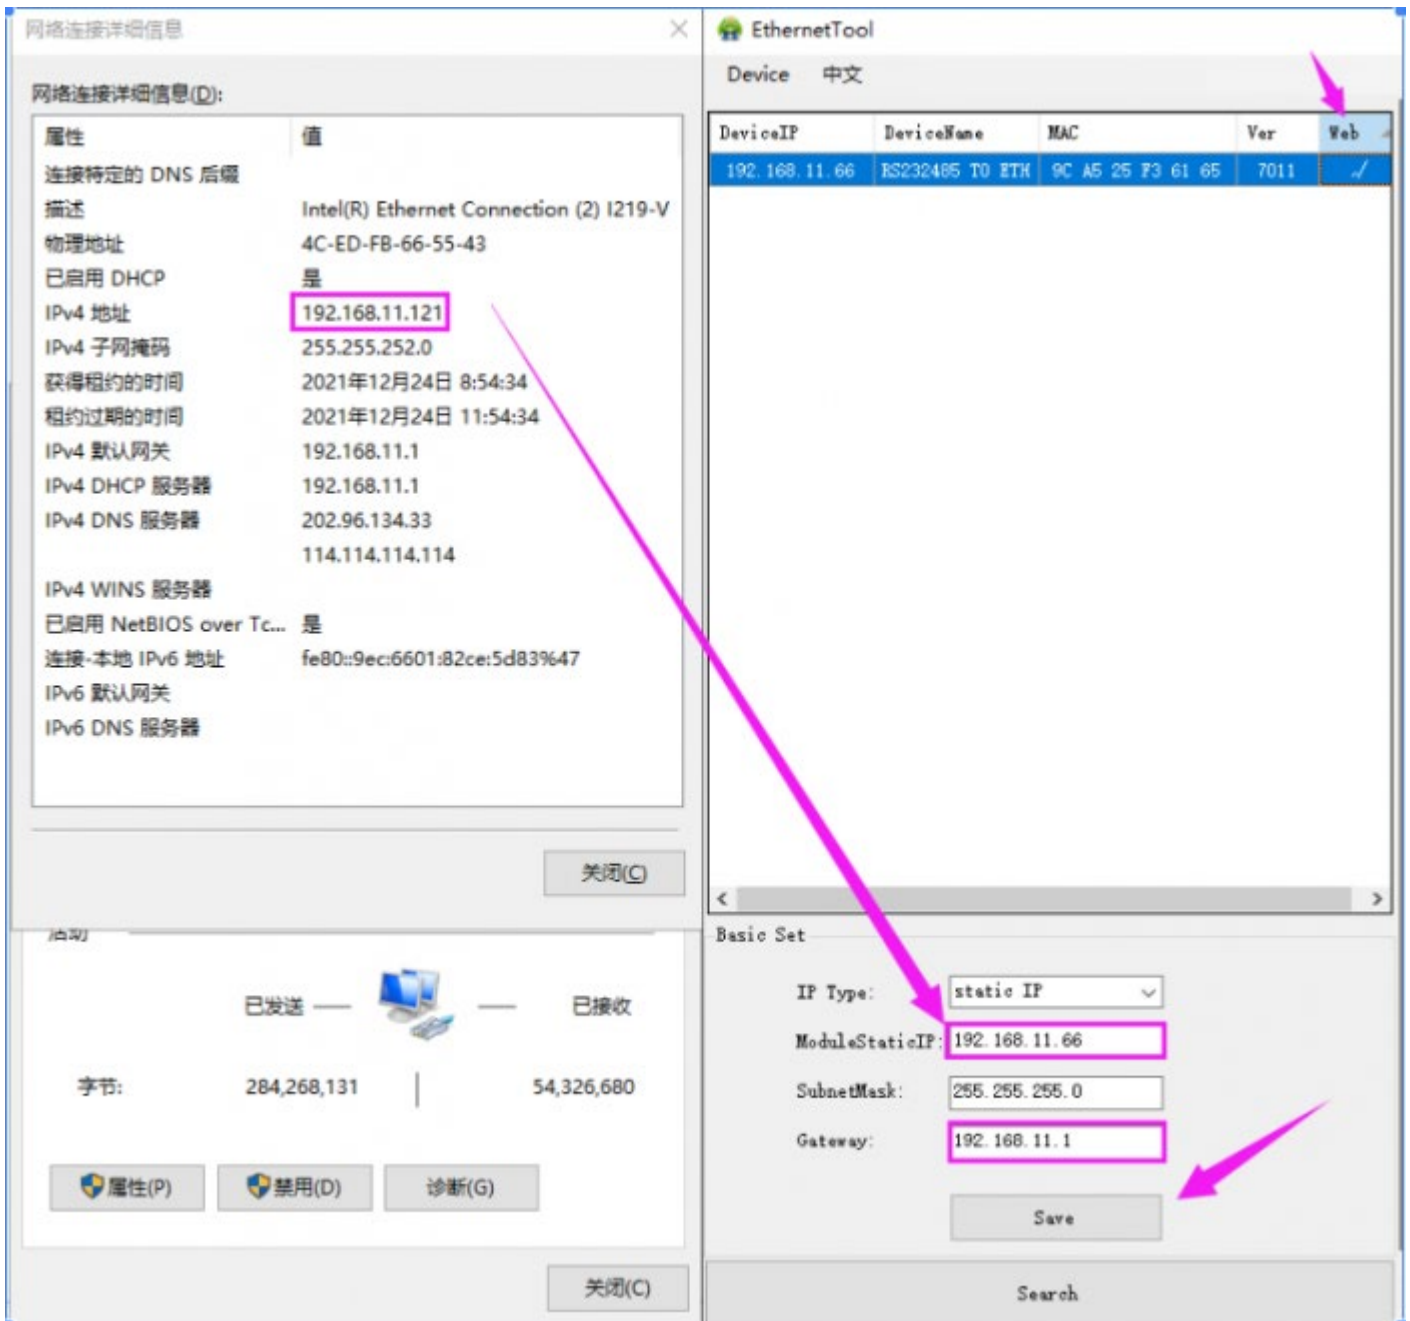 网络连接详细信息
网络连接详细信息(D):
属性 值
连接特定的 DNS 后缀
描述 Intel(R) Ethernet Connection (2) I219-V
物理地址 4C-ED-FB-66-55-43
已启用 DHCP 是
IPv4 地址 192.168.11.121
IPv4 子网掩码 255.255.252.0
获得租约的时间 2021年12月24日 8:54:34
租约过期的时间 2021年12月24日 11:54:34
IPv4 默认网关 192.168.11.1
IPv4 DHCP 服务器 192.168.11.1
IPv4 DNS 服务器 202.96.134.33
114.114.114.114
IPv4 WINS 服务器
已启用 NetBIOS over Tc... 是
连接-本地 IPv6 地址 fe80::9ec:6601:82ce:5d83%47
IPv6 默认网关
IPv6 DNS 服务器
关闭(C)
活动
已发送 — — 已接收
字节: 284,268,131 54,326,680
属性(P) 禁用(D) 诊断(G)
关闭(C)
EthernetTool
Device 中文
DeviceIP DeviceName MAC Ver Web
192.168.11.66 RS232485 TO ETH 9C A5 25 F3 61 65 7011 √
Basic Set
IP Type: static IP
ModuleStaticIP: 192.168.11.66
SubnetMask: 255.255.255.0
Gateway: 192.168.11.1
Save
Search